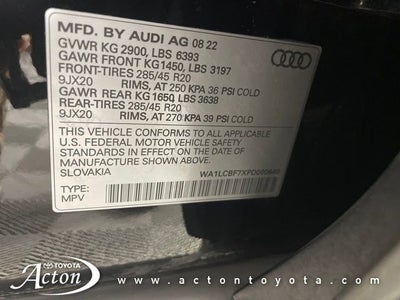 MFD. BY AUDI AG 08 22
GVWR KG 2900, LBS 6393
GAWR FRONT KG1450, LBS 3197
FRONT-TIRES 285/45 R20
9JX20 RIMS, AT 250 KPA 36 PSI COLD
GAWR REAR KG 1650 LBS 3638
REAR-TIRES 285/45 R20
9JX20 RIMS, AT 270 KPA 39 PSI COLD
THIS VEHICLE CONFORMS TO ALL APPLICABLE
U.S. FEDERAL MOTOR VEHICLE SAFETY
STANDARDS IN EFFECT ON THE DATE OF
MANUFACTURE SHOWN ABOVE.
SLOVAKIA
TYPE:
MPV
TOYOTA
Acton
www.actontoyota.com